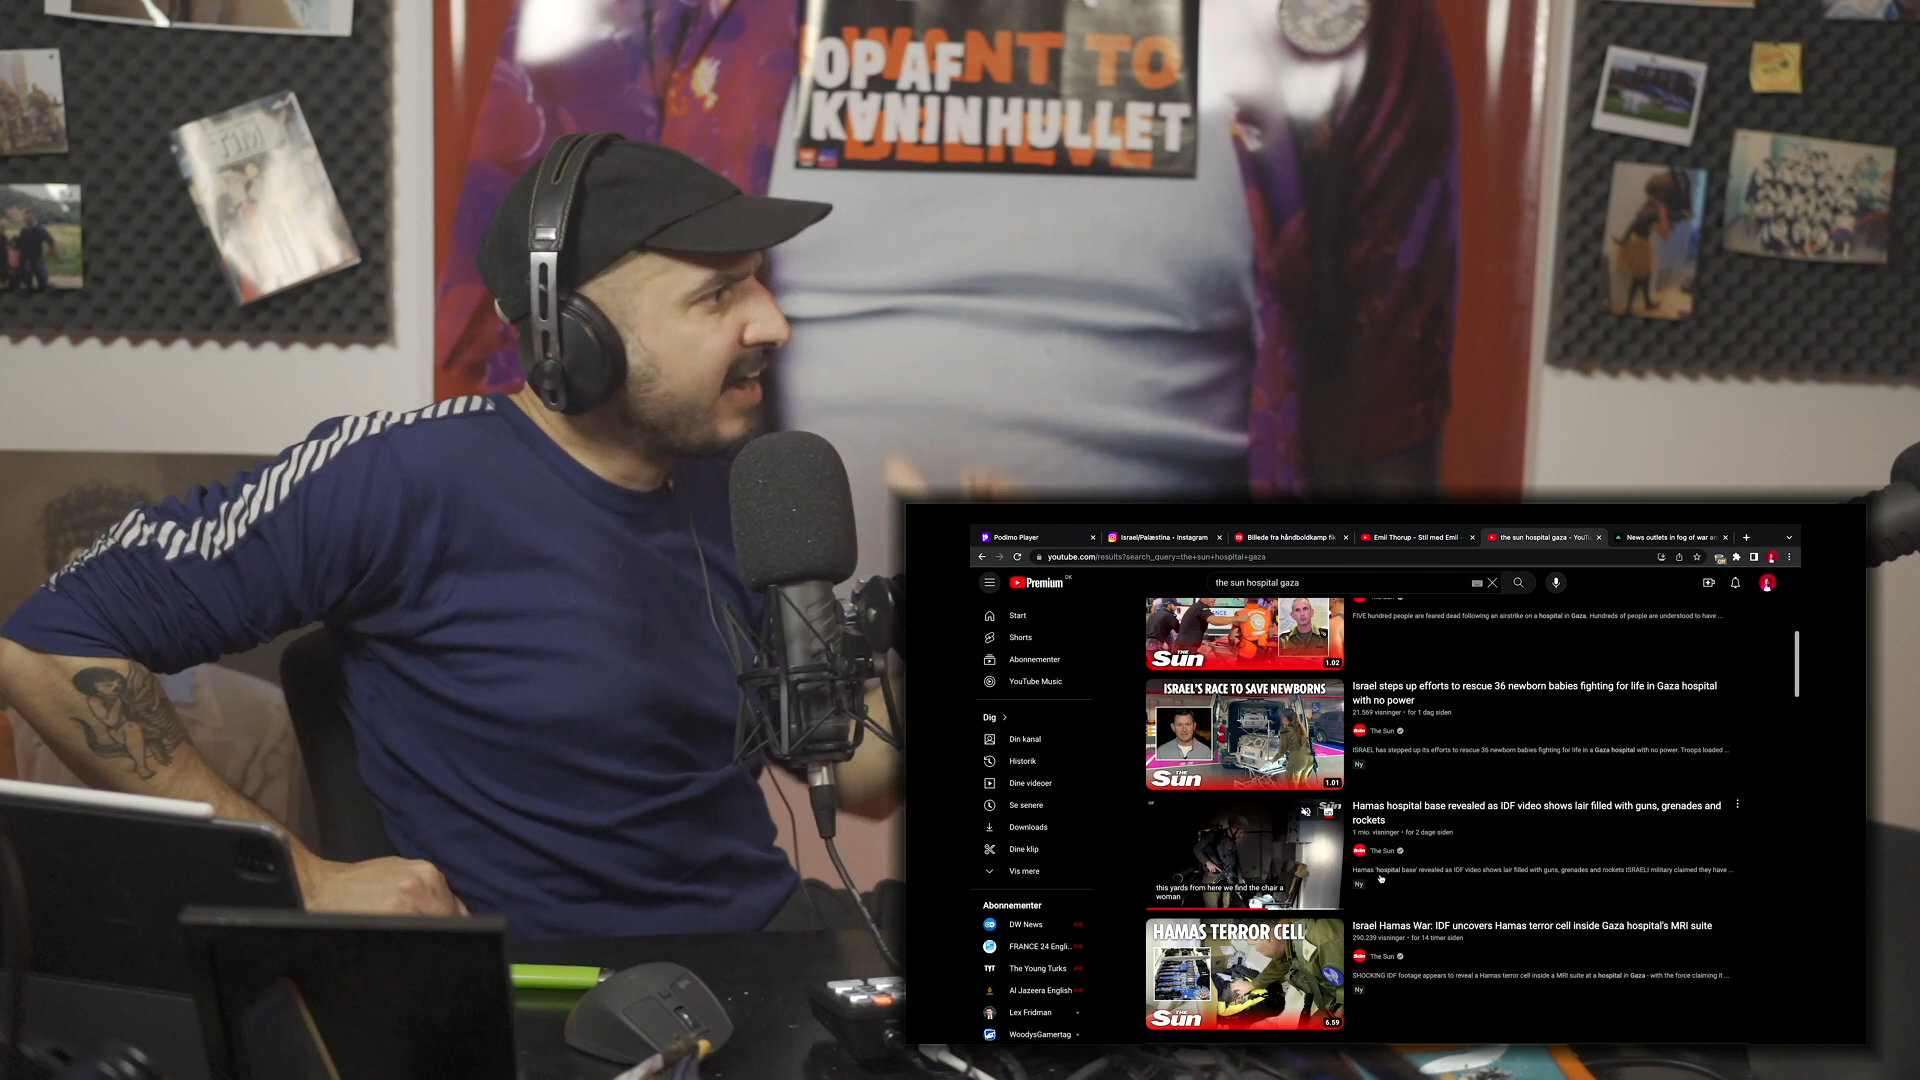 WANT TO
OP AF
KANINHULLET
BELIEVE
Podimo Player
Israel/Palæstina • Instagram
Billede fra håndboldkamp fik
Emil Thorup - Stil med Emil -
the sun hospital gaza - YouTu
News outlets in fog of war an
youtube.com/results?search_query=the+sun+hospital+gaza
Premium DK
the sun hospital gaza
Start
Shorts
Abonnementer
YouTube Music
Dig
Din kanal
Historik
Dine videoer
Se senere
Downloads
Dine klip
Vis mere
Abonnementer
DW News
FRANCE 24 Engli...
The Young Turks
Al Jazeera English
Lex Fridman
WoodysGamertag
THE Sun
1.02
FIVE hundred people are feared dead following an airstrike on a hospital in Gaza. Hundreds of people are understood to have ...
ISRAEL'S RACE TO SAVE NEWBORNS
THE Sun
1.01
Israel steps up efforts to rescue 36 newborn babies fighting for life in Gaza hospital
with no power
21.569 visninger • for 1 dag siden
The Sun
ISRAEL has stepped up its efforts to rescue 36 newborn babies fighting for life in a Gaza hospital with no power. Troops loaded ...
Ny
this yards from here we find the chair a
woman
Hamas hospital base revealed as IDF video shows lair filled with guns, grenades and
rockets
1 mio. visninger • for 2 dage siden
The Sun
Hamas 'hospital base' revealed as IDF video shows lair filled with guns, grenades and rockets ISRAELI military claimed they have ...
Ny
HAMAS TERROR CELL
THE Sun
6.59
Israel Hamas War: IDF uncovers Hamas terror cell inside Gaza hospital's MRI suite
290.239 visninger • for 14 timer siden
The Sun
SHOCKING IDF footage appears to reveal a Hamas terror cell inside a MRI suite at a hospital in Gaza - with the force claiming it ...
Ny